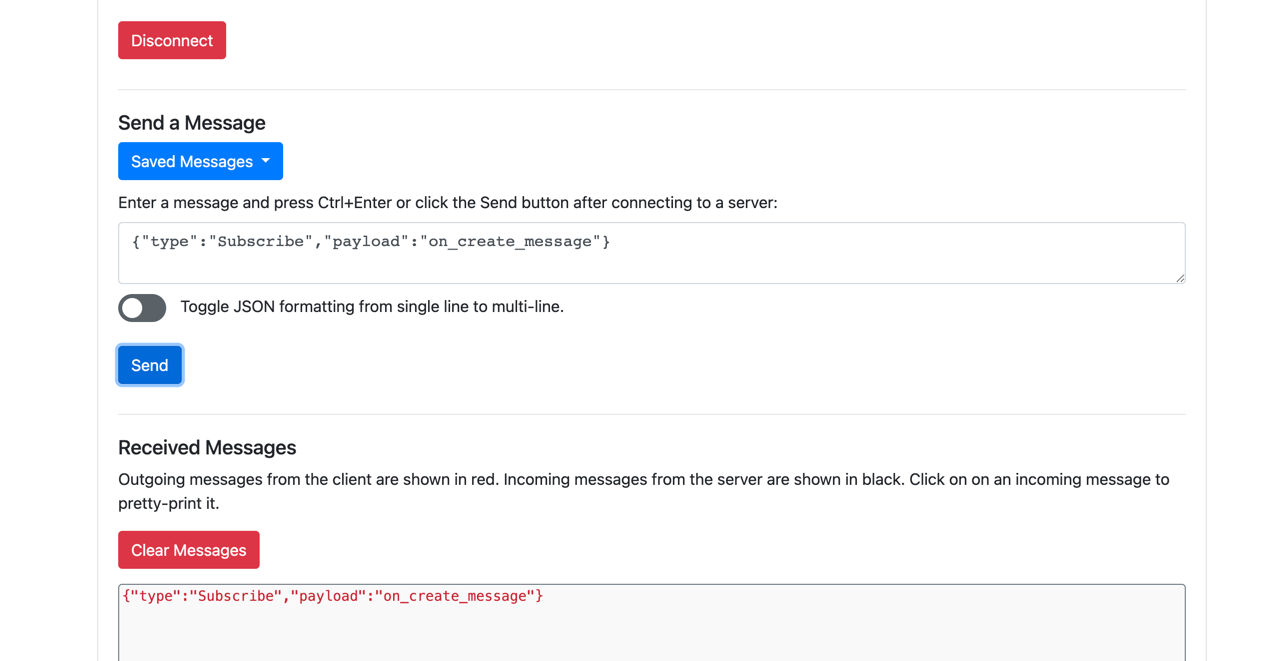 Disconnect
Send a Message
Saved Messages
Enter a message and press Ctrl+Enter or click the Send button after connecting to a server:
{"type":"Subscribe","payload":"on_create_message"}
Toggle JSON formatting from single line to multi-line.
Send
Received Messages
Outgoing messages from the client are shown in red. Incoming messages from the server are shown in black. Click on on an incoming message to
pretty-print it.
Clear Messages
{"type":"Subscribe","payload":"on_create_message"}